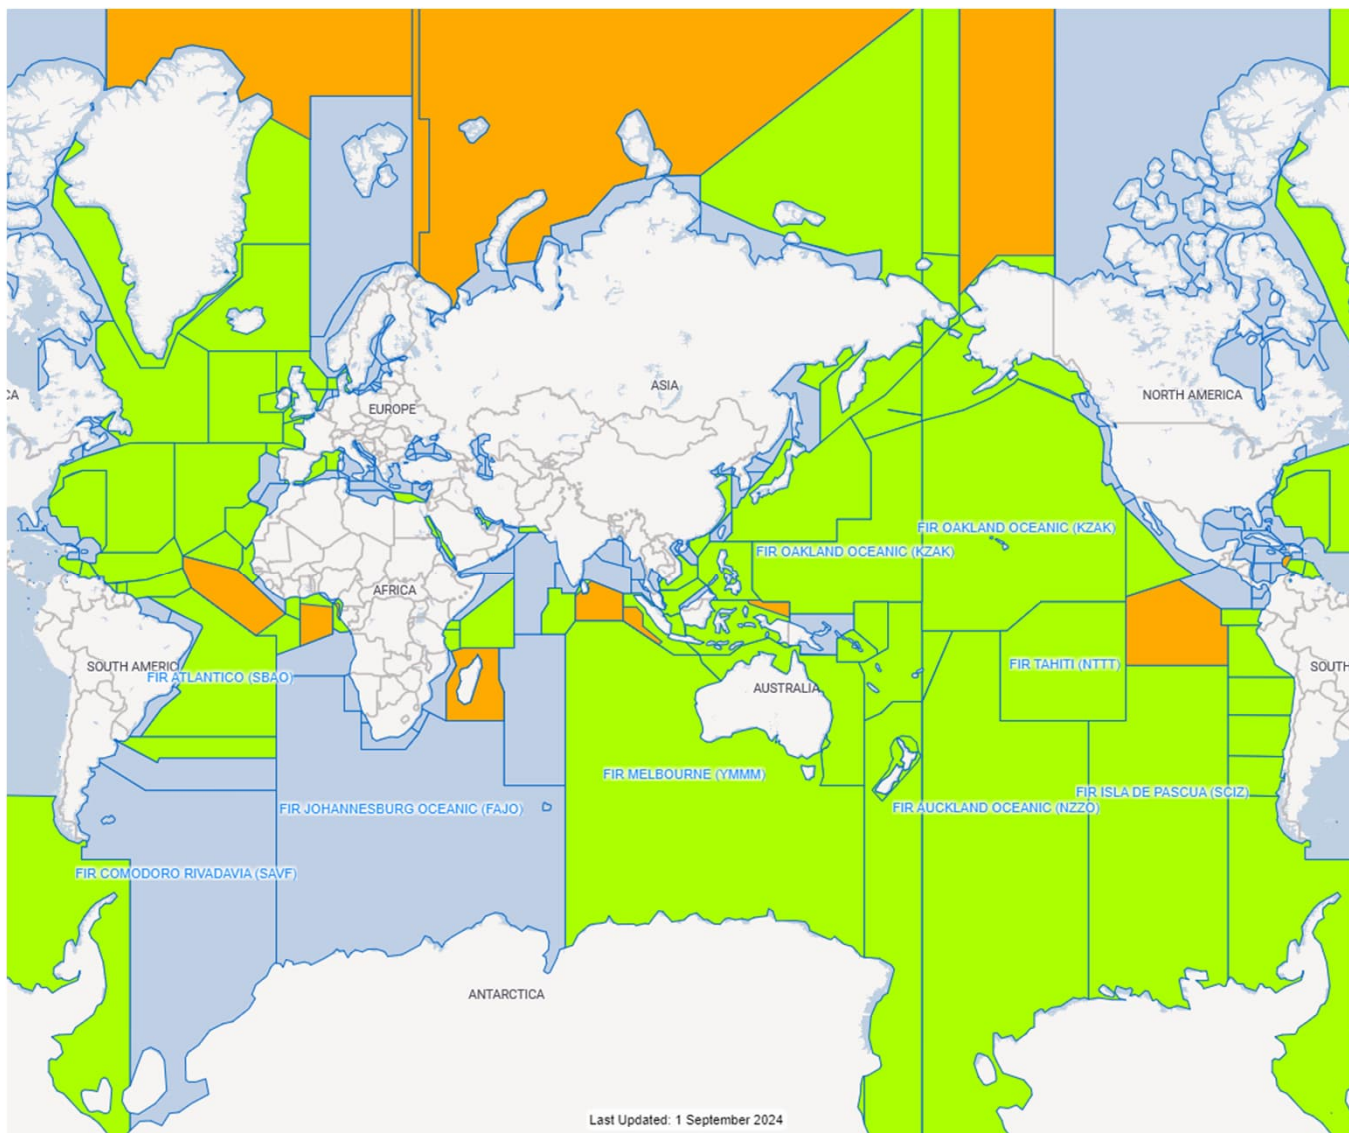 CA
ASIA
NORTH AMERICA
EUROPE
FIR OAKLAND OCEANIC (KZAK)
FIR OAKLAND OCEANIC (KZAK)
AFRICA
SOUTH AMERIC
FIR ATLANTICO (SBAO)
FIR TAHITI (NTTT)
SOUTH
AUSTRALIA
FIR MELBOURNE (YMMM)
FIR ISLA DE PASCUA (SCIZ)
FIR JOHANNESBURG OCEANIC (FAJO)
FIR AUCKLAND OCEANIC (NZZO)
FIR COMODORO RIVADAVIA (SAVF)
ANTARCTICA
Last Updated: 1 September 2024